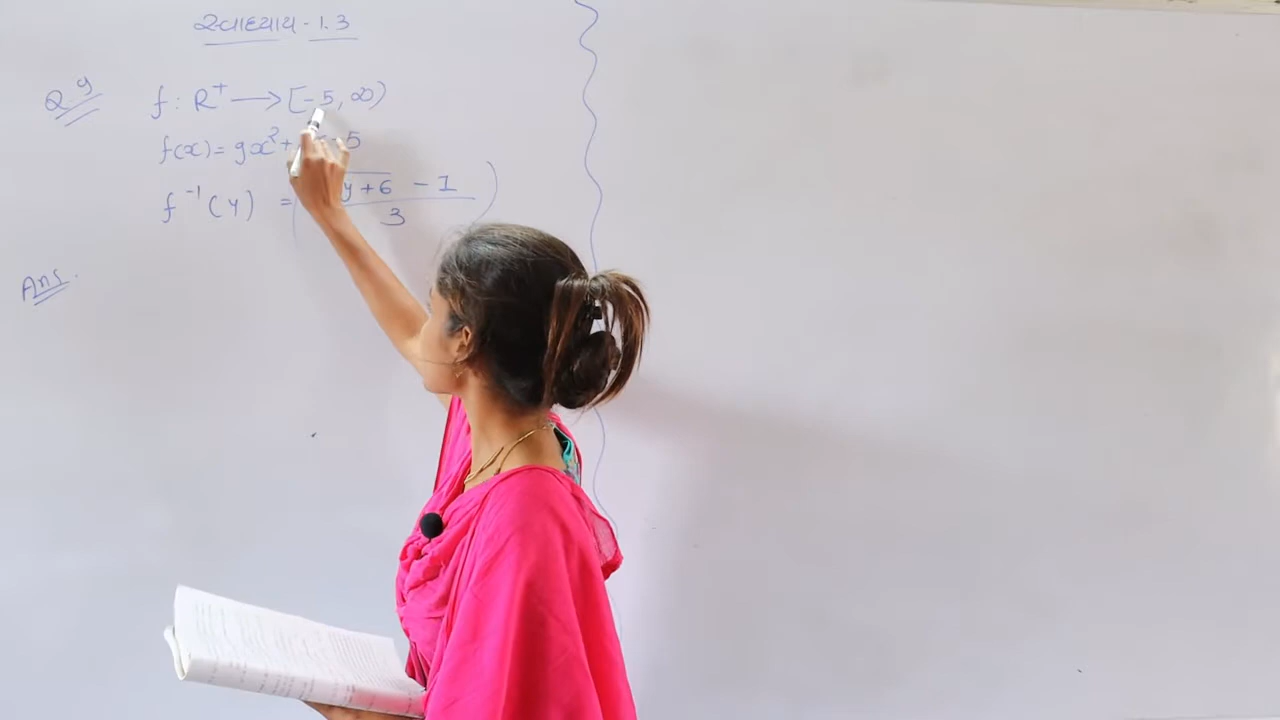 સ્વાધ્યાય - 1.3
Q 9 f : R⁺ ⟶ [-5, ∞)
f(x) = 9x² + - 5
f⁻¹(y) = ( y + 6 - 1 / 3 )
Ans.